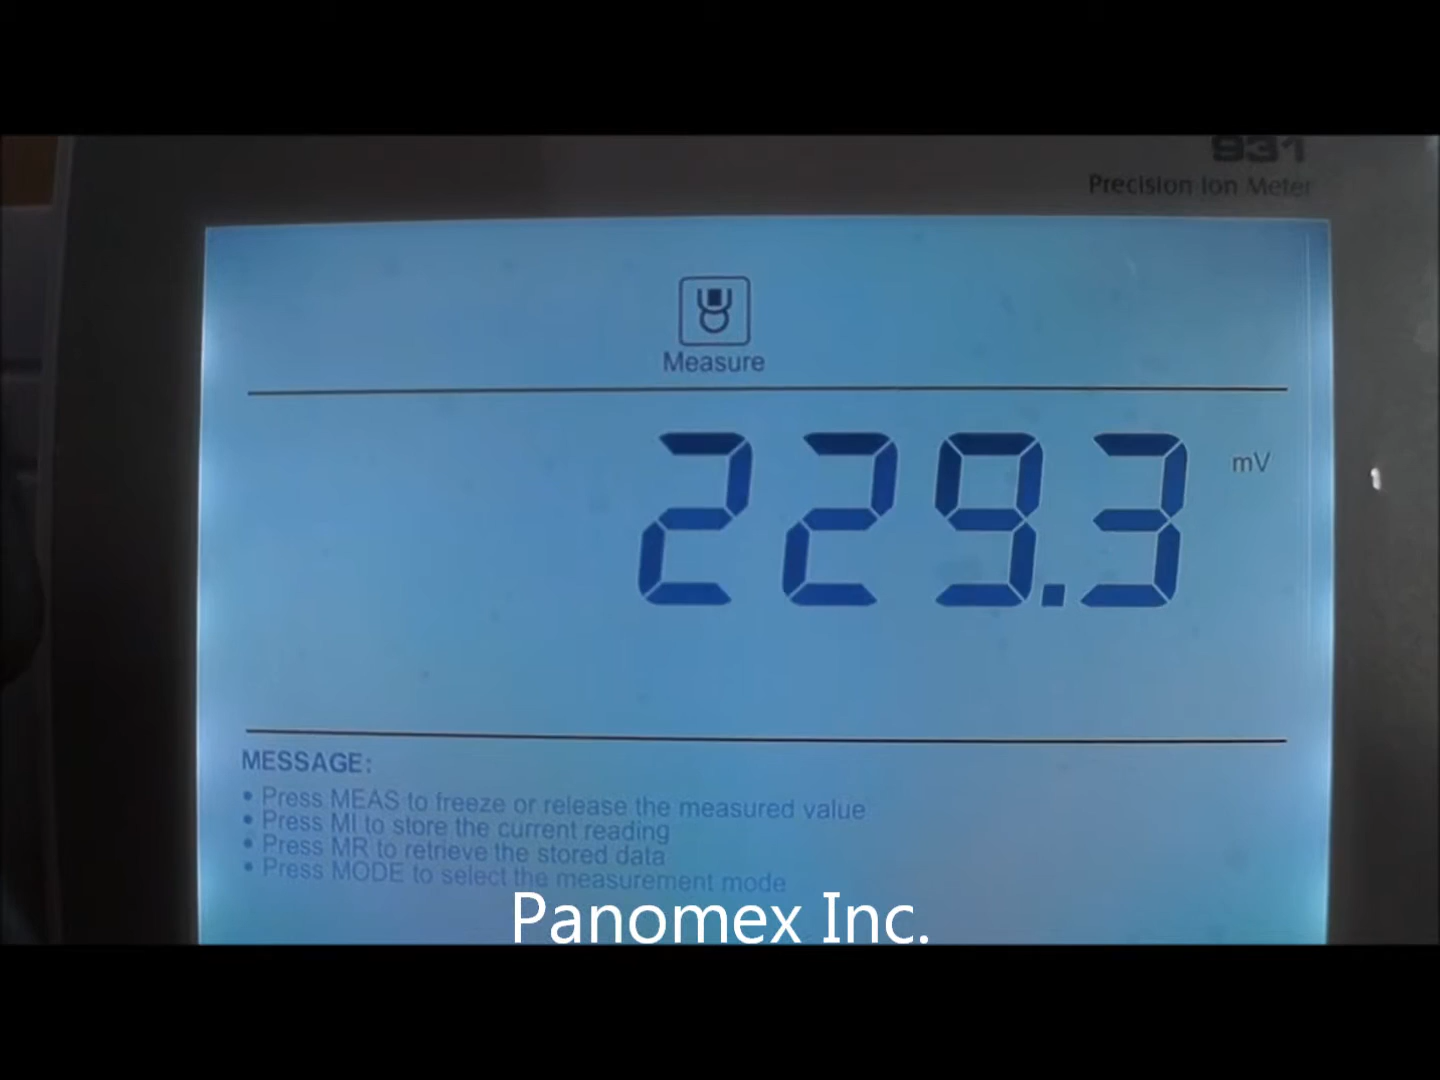 931
Precision Ion Meter
Measure
229.3 mV
MESSAGE:
• Press MEAS to freeze or release the measured value
• Press MI to store the current reading
• Press MR to retrieve the stored data
• Press MODE to select the measurement mode
Panomex Inc.